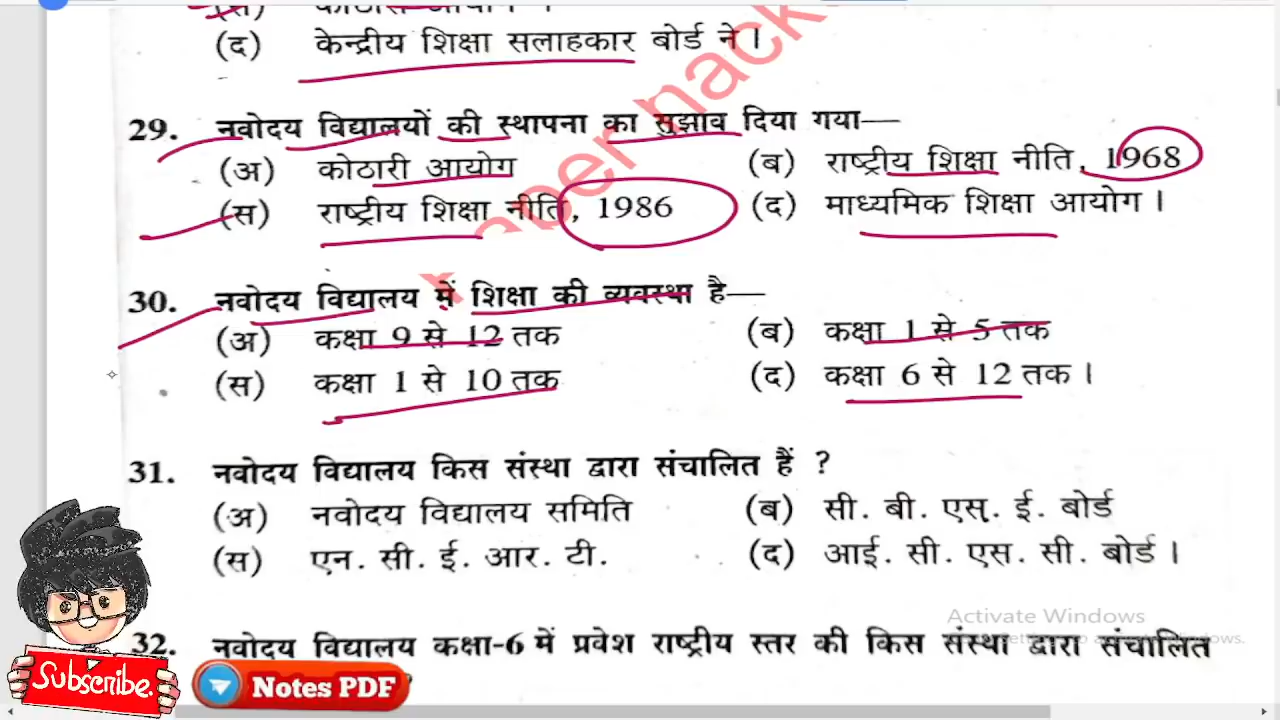 (द) केन्द्रीय शिक्षा सलाहकार बोर्ड ने।
29. नवोदय विद्यालयों की स्थापना का सुझाव दिया गया—
(अ) कोठारी आयोग (ब) राष्ट्रीय शिक्षा नीति, 1968
(स) राष्ट्रीय शिक्षा नीति, 1986 (द) माध्यमिक शिक्षा आयोग।
30. नवोदय विद्यालय में शिक्षा की व्यवस्था है—
(अ) कक्षा 9 से 12 तक (ब) कक्षा 1 से 5 तक
(स) कक्षा 1 से 10 तक (द) कक्षा 6 से 12 तक।
31. नवोदय विद्यालय किस संस्था द्वारा संचालित हैं ?
(अ) नवोदय विद्यालय समिति (ब) सी. बी. एस. ई. बोर्ड
(स) एन. सी. ई. आर. टी. (द) आई. सी. एस. सी. बोर्ड।
Activate Windows
32. नवोदय विद्यालय कक्षा-6 में प्रवेश राष्ट्रीय स्तर की किस संस्था द्वारा संचालित
Subscribe.
Notes PDF